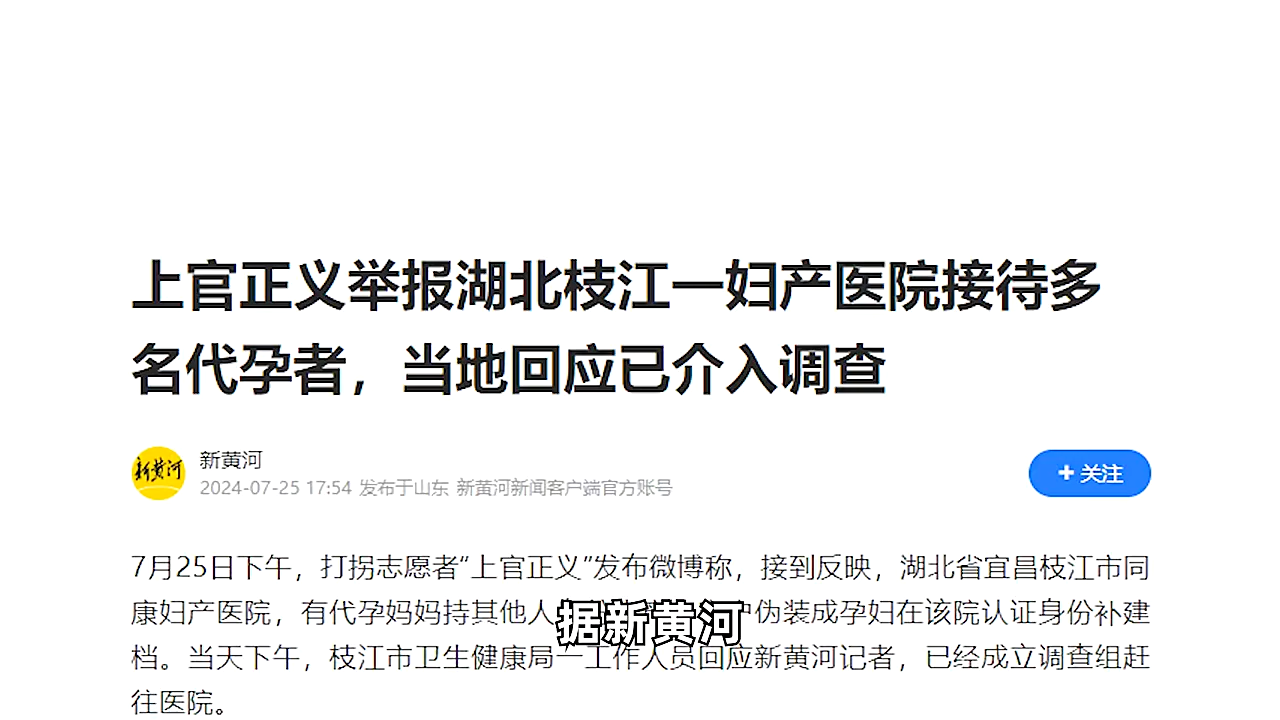 上官正义举报湖北枝江一妇产医院接待多
名代孕者，当地回应已介入调查
新黄河
新黄河
2024-07-25 17:54 发布于山东 新黄河新闻客户端官方账号
+ 关注
7月25日下午，打拐志愿者“上官正义”发布微博称，接到反映，湖北省宜昌枝江市同
康妇产医院，有代孕妈妈持其他人 伪装成孕妇在该院认证身份补建
据新黄河
档。当天下午，枝江市卫生健康局一工作人员回应新黄河记者，已经成立调查组赶
往医院。